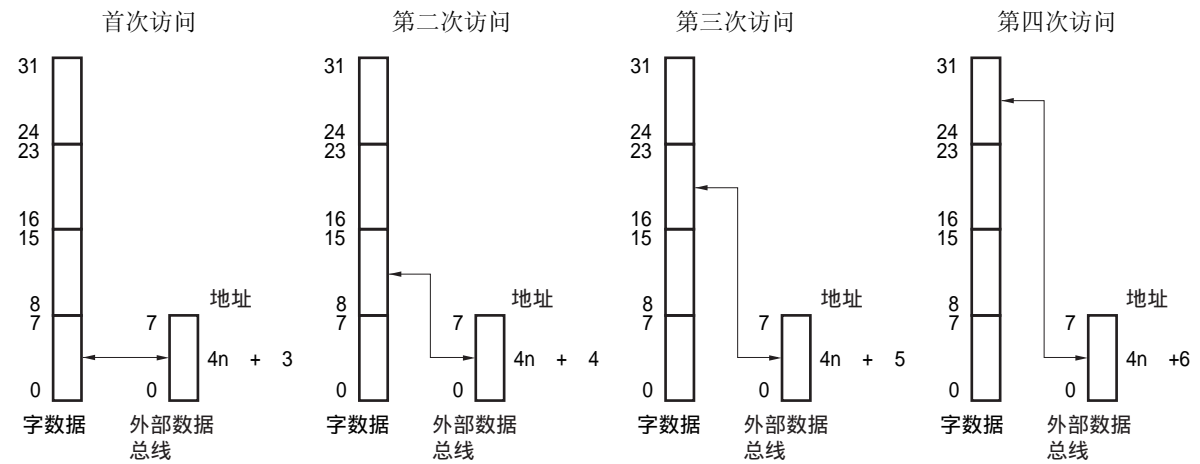 首次访问
31
24
23
16
15
8
7
0
字数据
7
0
地址
4n + 3
外部数据
总线
第二次访问
31
24
23
16
15
8
7
0
字数据
7
0
地址
4n + 4
外部数据
总线
第三次访问
31
24
23
16
15
8
7
0
字数据
7
0
地址
4n + 5
外部数据
总线
第四次访问
31
24
23
16
15
8
7
0
字数据
7
0
地址
4n +6
外部数据
总线